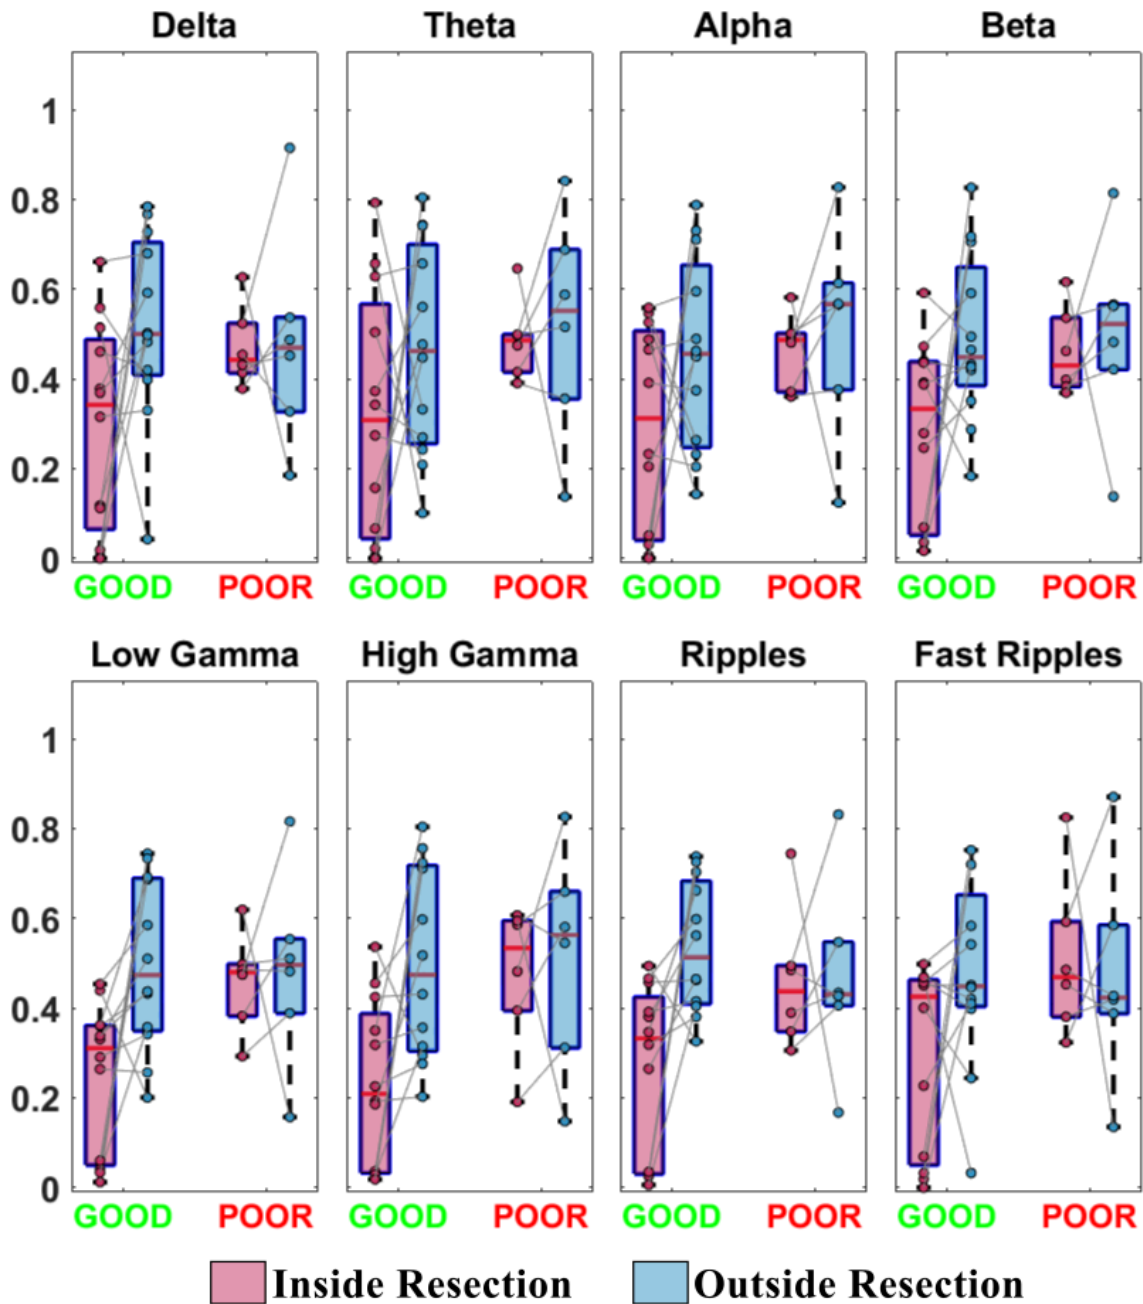 Delta Theta Alpha Beta
1
0.8
0.6
0.4
0.2
0
GOOD POOR GOOD POOR GOOD POOR GOOD POOR
Low Gamma High Gamma Ripples Fast Ripples
1
0.8
0.6
0.4
0.2
0
GOOD POOR GOOD POOR GOOD POOR GOOD POOR
Inside Resection Outside Resection